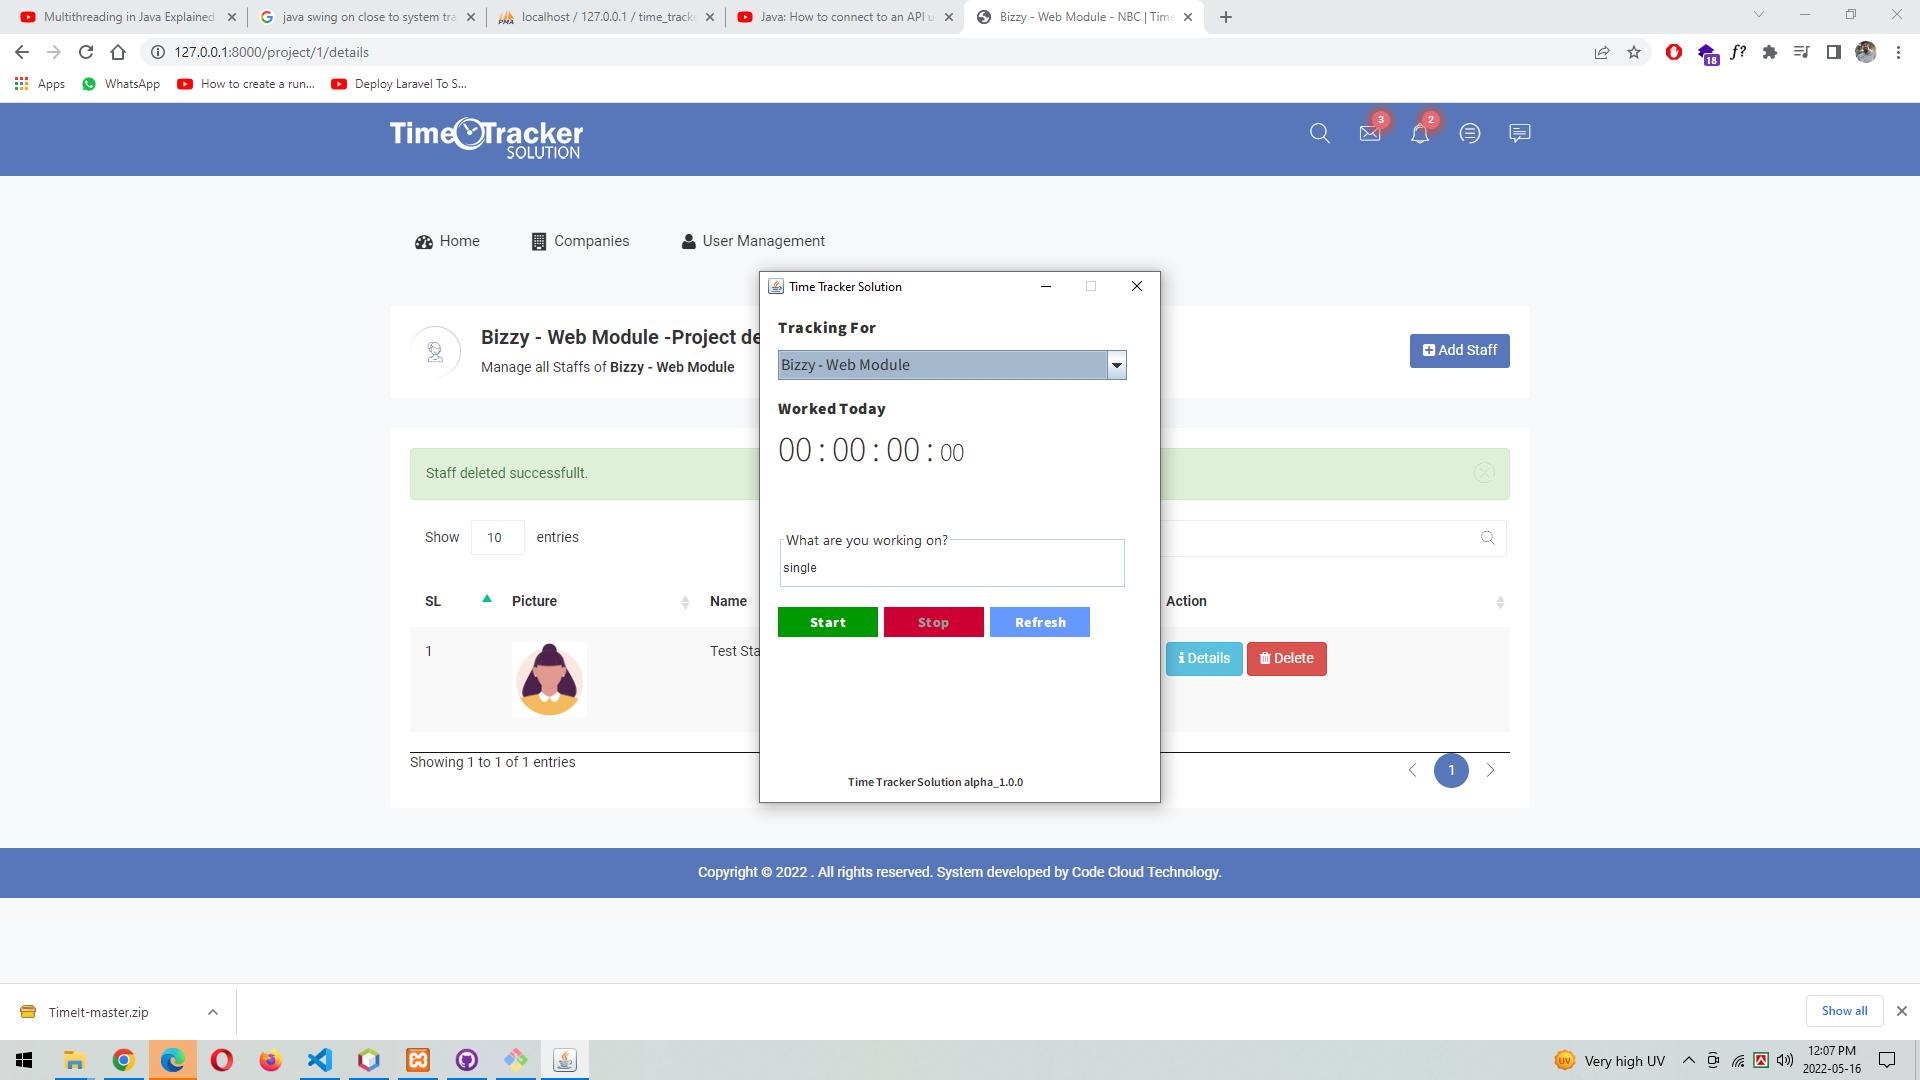 Multithreading in Java Explained
java swing on close to system tra
localhost / 127.0.0.1 / time_track
Java: How to connect to an API u
Bizzy - Web Module - NBC | Time
127.0.0.1:8000/project/1/details
18
f?
Apps
WhatsApp
How to create a run...
Deploy Laravel To S...
Time Tracker
SOLUTION
3
2
Home
Companies
User Management
Time Tracker Solution
Bizzy - Web Module -Project de
Manage all Staffs of Bizzy - Web Module
Add Staff
Tracking For
Bizzy - Web Module
Worked Today
00 : 00 : 00 : 00
Staff deleted successfullt.
Show 10 entries
What are you working on?
single
SL
Picture
Name
Action
Start
Stop
Refresh
1
Test Sta
Details
Delete
Showing 1 to 1 of 1 entries
1
Time Tracker Solution alpha_1.0.0
Copyright © 2022 . All rights reserved. System developed by Code Cloud Technology.
TimeIt-master.zip
Show all
UV
Very high UV
12:07 PM
2022-05-16